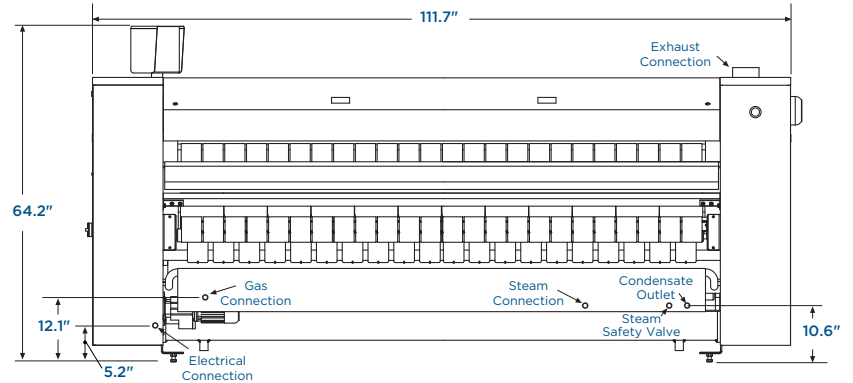 111.7"
Exhaust
Connection
64.2"
Gas
Connection
Steam
Connection
Condensate
Outlet
Steam
Safety Valve
12.1"
10.6"
5.2"
Electrical
Connection